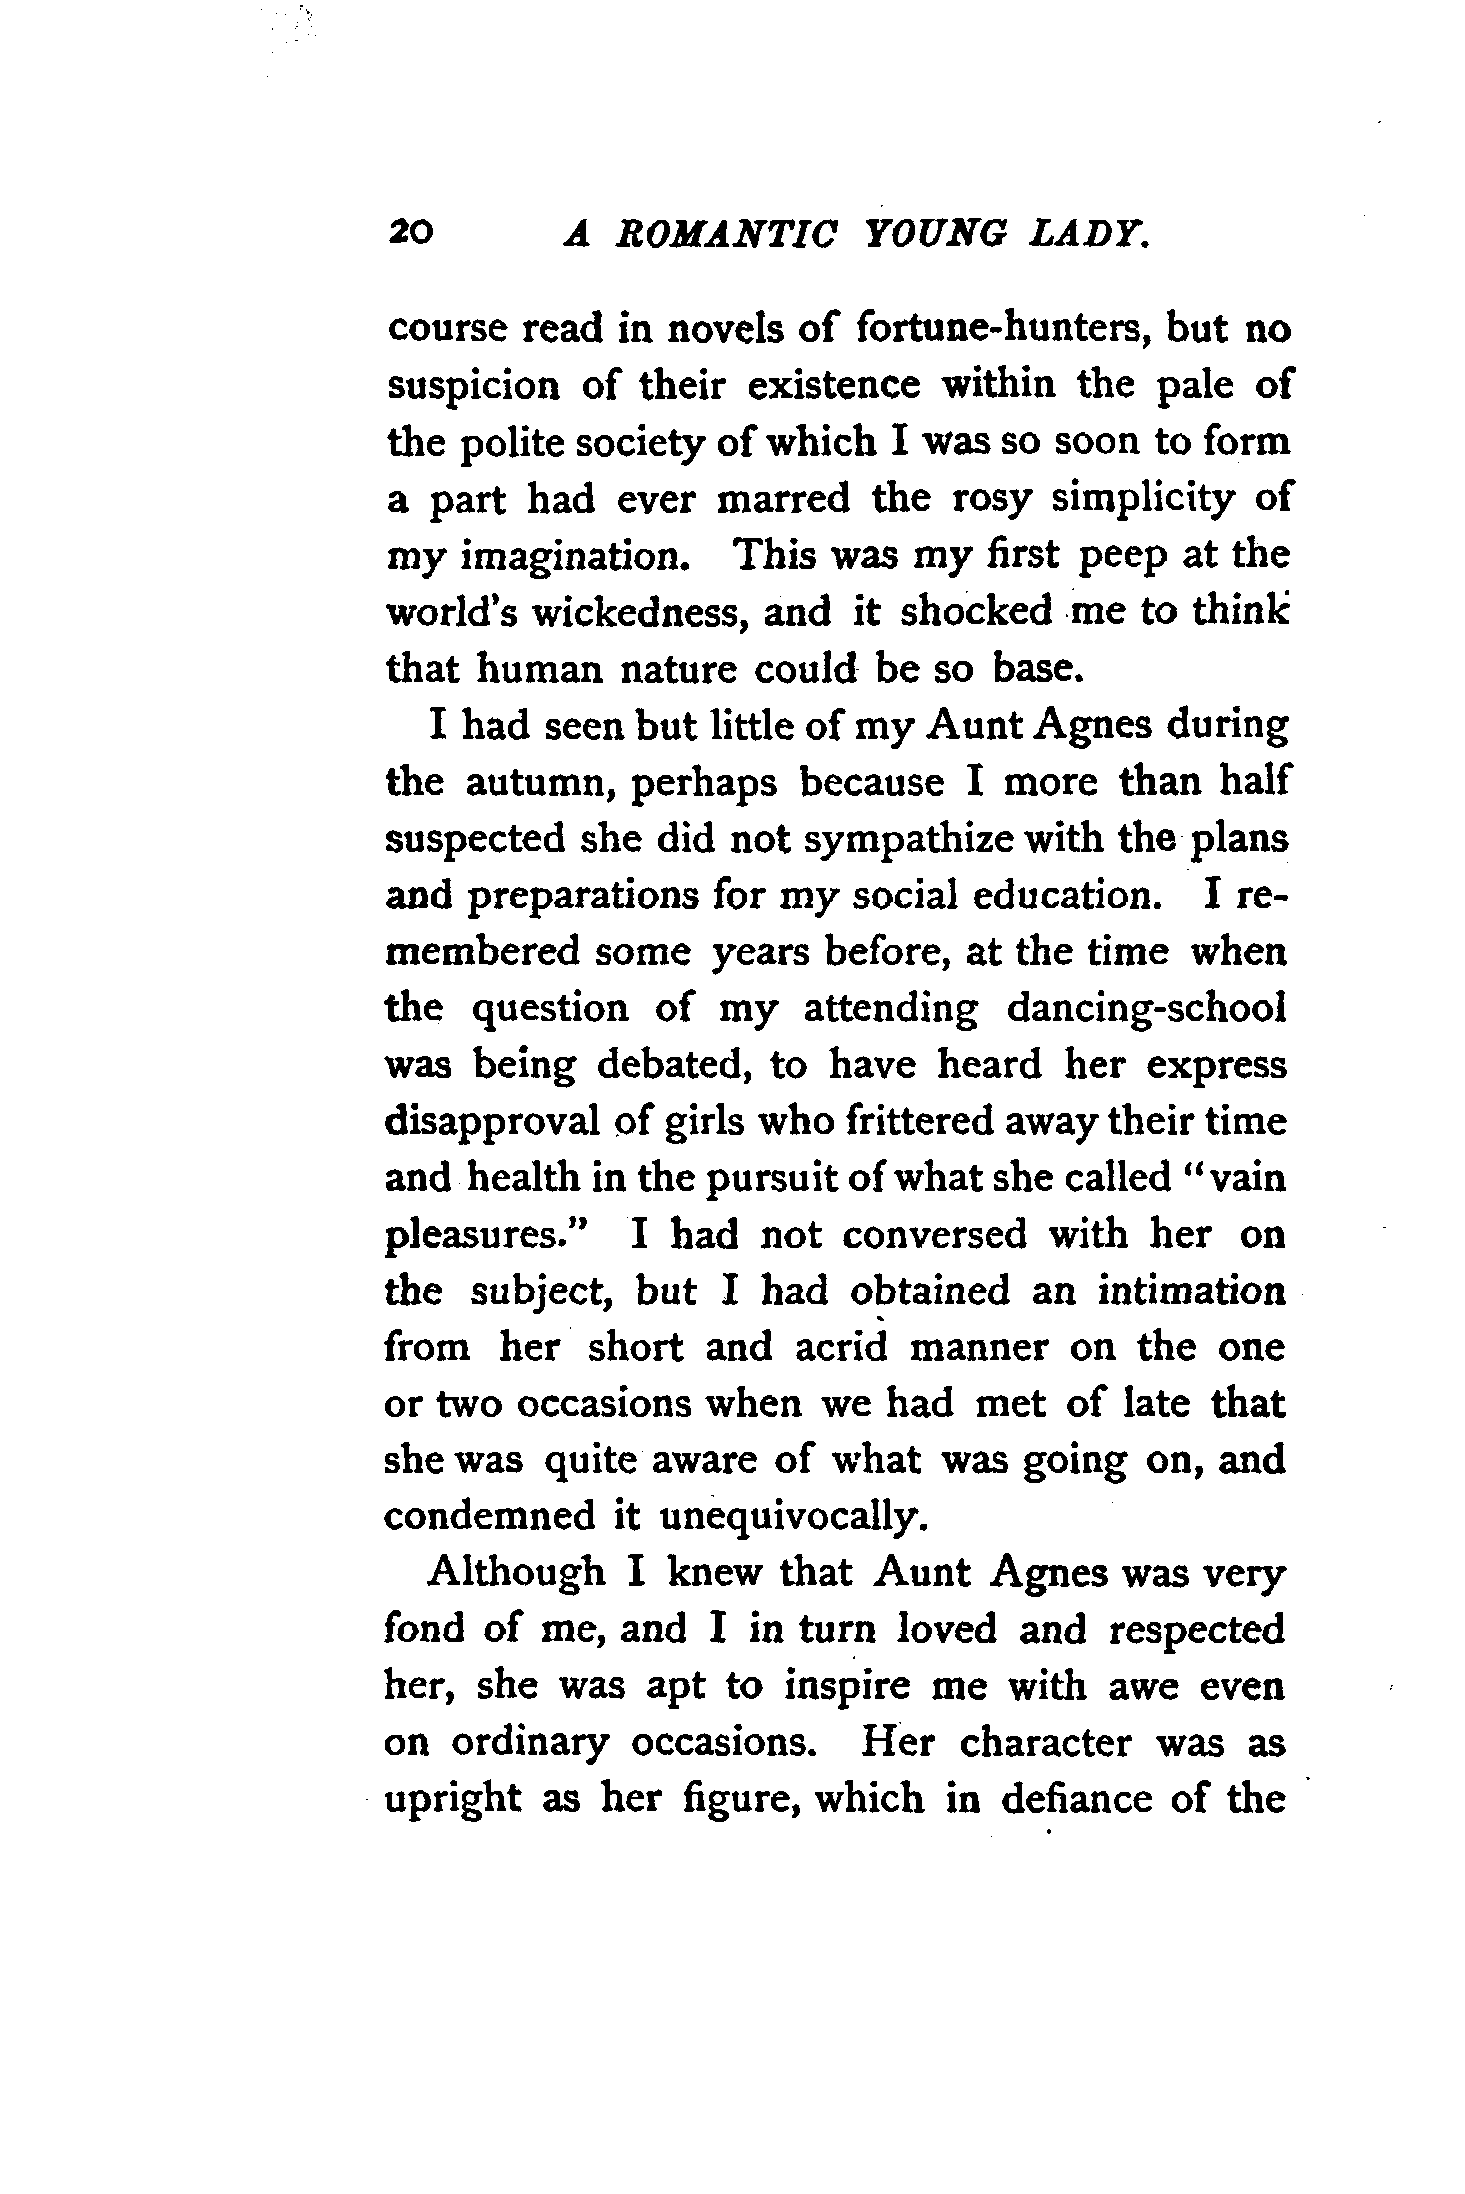 20 A ROMANTIC YOUNG LADY.
course read in novels of fortune-hunters, but no
suspicion of their existence within the pale of
the polite society of which I was so soon to form
a part had ever marred the rosy simplicity of
my imagination. This was my first peep at the
world's wickedness, and it shocked me to think
that human nature could be so base.
I had seen but little of my Aunt Agnes during
the autumn, perhaps because I more than half
suspected she did not sympathize with the plans
and preparations for my social education. I re-
membered some years before, at the time when
the question of my attending dancing-school
was being debated, to have heard her express
disapproval of girls who frittered away their time
and health in the pursuit of what she called "vain
pleasures." I had not conversed with her on
the subject, but I had obtained an intimation
from her short and acrid manner on the one
or two occasions when we had met of late that
she was quite aware of what was going on, and
condemned it unequivocally.
Although I knew that Aunt Agnes was very
fond of me, and I in turn loved and respected
her, she was apt to inspire me with awe even
on ordinary occasions. Her character was as
upright as her figure, which in defiance of the